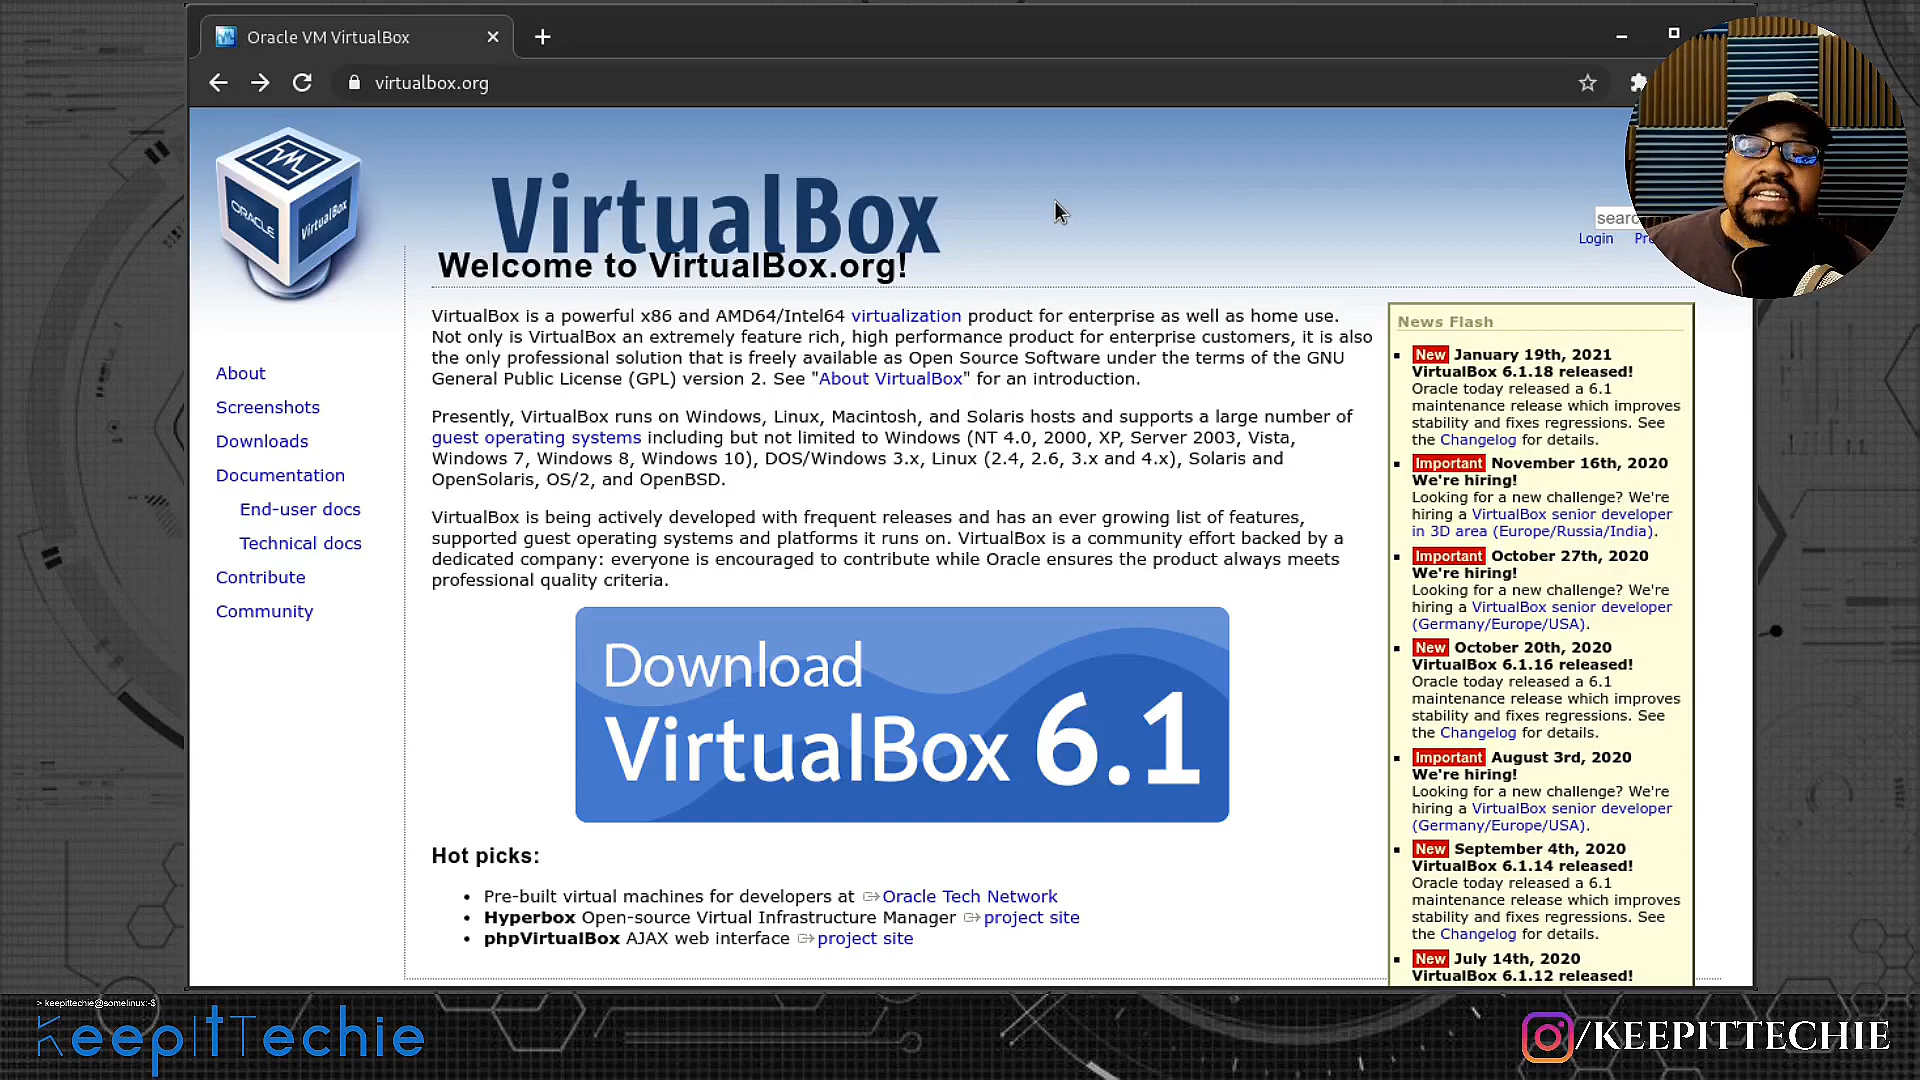 Oracle VM VirtualBox
virtualbox.org
ORACLE
VirtualBox
VirtualBox
Welcome to VirtualBox.org!
Login
About
Screenshots
Downloads
Documentation
End-user docs
Technical docs
Contribute
Community
VirtualBox is a powerful x86 and AMD64/Intel64 virtualization product for enterprise as well as home use.
Not only is VirtualBox an extremely feature rich, high performance product for enterprise customers, it is also
the only professional solution that is freely available as Open Source Software under the terms of the GNU
General Public License (GPL) version 2. See "About VirtualBox" for an introduction.
Presently, VirtualBox runs on Windows, Linux, Macintosh, and Solaris hosts and supports a large number of
guest operating systems including but not limited to Windows (NT 4.0, 2000, XP, Server 2003, Vista,
Windows 7, Windows 8, Windows 10), DOS/Windows 3.x, Linux (2.4, 2.6, 3.x and 4.x), Solaris and
OpenSolaris, OS/2, and OpenBSD.
VirtualBox is being actively developed with frequent releases and has an ever growing list of features,
supported guest operating systems and platforms it runs on. VirtualBox is a community effort backed by a
dedicated company: everyone is encouraged to contribute while Oracle ensures the product always meets
professional quality criteria.
Download
VirtualBox 6.1
Hot picks:
• Pre-built virtual machines for developers at Oracle Tech Network
• Hyperbox Open-source Virtual Infrastructure Manager project site
• phpVirtualBox AJAX web interface project site
News Flash
New January 19th, 2021
VirtualBox 6.1.18 released!
Oracle today released a 6.1
maintenance release which improves
stability and fixes regressions. See
the Changelog for details.
Important November 16th, 2020
We're hiring!
Looking for a new challenge? We're
hiring a VirtualBox senior developer
in 3D area (Europe/Russia/India).
Important October 27th, 2020
We're hiring!
Looking for a new challenge? We're
hiring a VirtualBox senior developer
(Germany/Europe/USA).
New October 20th, 2020
VirtualBox 6.1.16 released!
Oracle today released a 6.1
maintenance release which improves
stability and fixes regressions. See
the Changelog for details.
Important August 3rd, 2020
We're hiring!
Looking for a new challenge? We're
hiring a VirtualBox senior developer
(Germany/Europe/USA).
New September 4th, 2020
VirtualBox 6.1.14 released!
Oracle today released a 6.1
maintenance release which improves
stability and fixes regressions. See
the Changelog for details.
New July 14th, 2020
VirtualBox 6.1.12 released!
> keepittechie@somelinux:~$
KeepItTechie
/KEEPITTECHIE